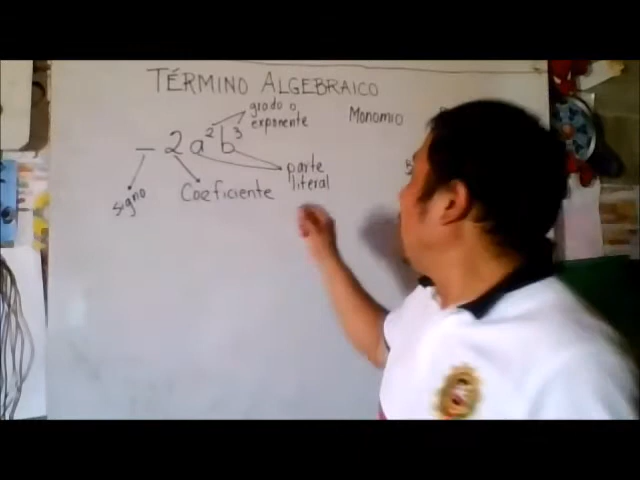 TÉRMINO ALGEBRAICO
grado o
exponente
Monomio
- 2a²b³
parte
literal
signo
Coeficiente